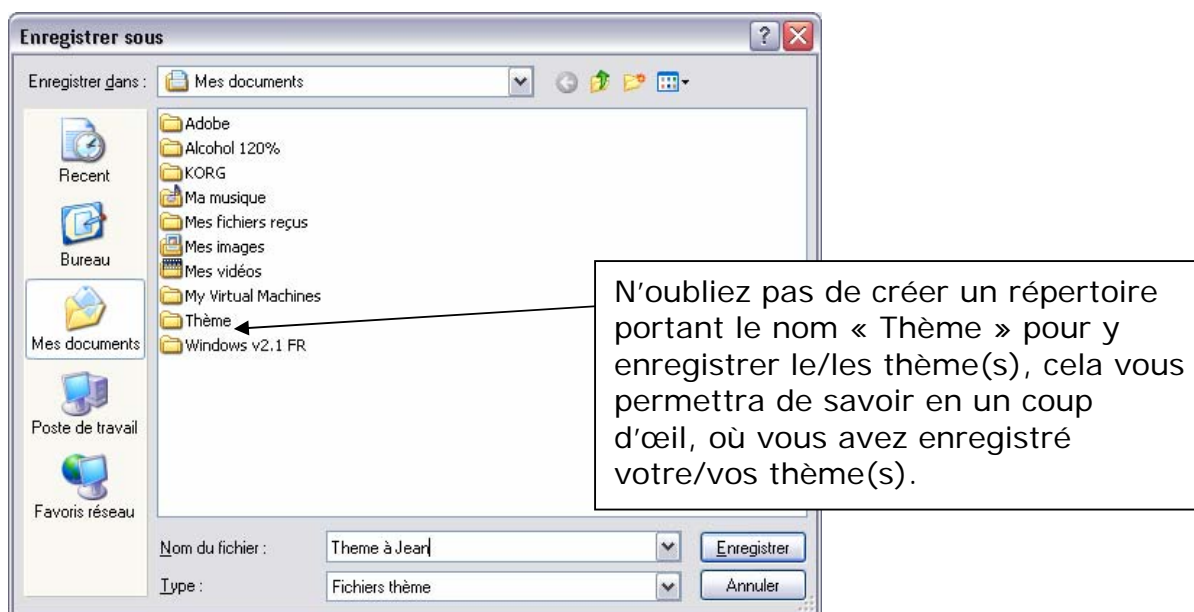 Enregistrer sous
Enregistrer dans :
Mes documents
Recent
Bureau
Mes documents
Poste de travail
Favoris réseau
Adobe
Alcohol 120%
KORG
Ma musique
Mes fichiers reçus
Mes images
Mes vidéos
My Virtual Machines
Thème
Windows v2.1 FR
N'oubliez pas de créer un répertoire
portant le nom « Thème » pour y
enregistrer le/les thème(s), cela vous
permettra de savoir en un coup
d'œil, où vous avez enregistré
votre/vos thème(s).
Nom du fichier :
Theme à Jean
Enregistrer
Type :
Fichiers thème
Annuler